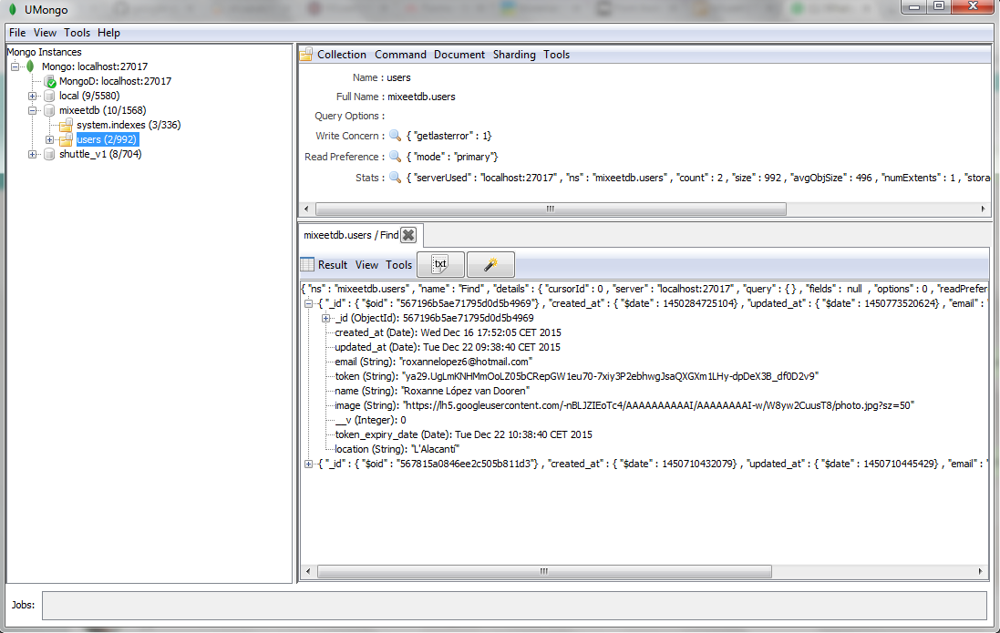 UMongo
File View Tools Help
Mongo Instances
Mongo: localhost:27017
MongoD: localhost:27017
local (9/5580)
mixeetdb (10/1568)
system.indexes (3/336)
users (2/992)
shuttle_v1 (8/704)
Collection Command Document Sharding Tools
Name : users
Full Name : mixeetdb.users
Query Options :
Write Concern : { "getlasterror" : 1}
Read Preference : { "mode" : "primary"}
Stats : { "serverUsed" : "localhost:27017" , "ns" : "mixeetdb.users" , "count" : 2 , "size" : 992 , "avgObjSize" : 496 , "numExtents" : 1 , "stora
mixeetdb.users / Find
Result View Tools txt
{ "ns" : "mixeetdb.users" , "name" : "Find" , "details" : { "cursorId" : 0 , "server" : "localhost:27017" , "query" : { } , "fields" : null , "options" : 0 , "readPrefer
{ "_id" : { "$oid" : "567196b5ae71795d0d5b4969"} , "created_at" : { "$date" : 1450284725104} , "updated_at" : { "$date" : 1450773520624} , "email" : "
_id (ObjectId): 567196b5ae71795d0d5b4969
created_at (Date): Wed Dec 16 17:52:05 CET 2015
updated_at (Date): Tue Dec 22 09:38:40 CET 2015
email (String): "roxannelopez6@hotmail.com"
token (String): "ya29.UgLmKNHMmOoLZ05bCRepGW1eu70-7xiy3P2ebhwgJsaQXGXm1LHy-dpDeX3B_df0D2v9"
name (String): "Roxanne López van Dooren"
image (String): "https://lh5.googleusercontent.com/-nBLJZIEoTc4/AAAAAAAAAAI/AAAAAAAAAAI-w/W8yw2CuusT8/photo.jpg?sz=50"
__v (Integer): 0
token_expiry_date (Date): Tue Dec 22 10:38:40 CET 2015
location (String): "L'Alacantí"
{ "_id" : { "$oid" : "567815a0846ee2c505b811d3"} , "created_at" : { "$date" : 1450710432079} , "updated_at" : { "$date" : 1450710445429} , "email" : "
Jobs: